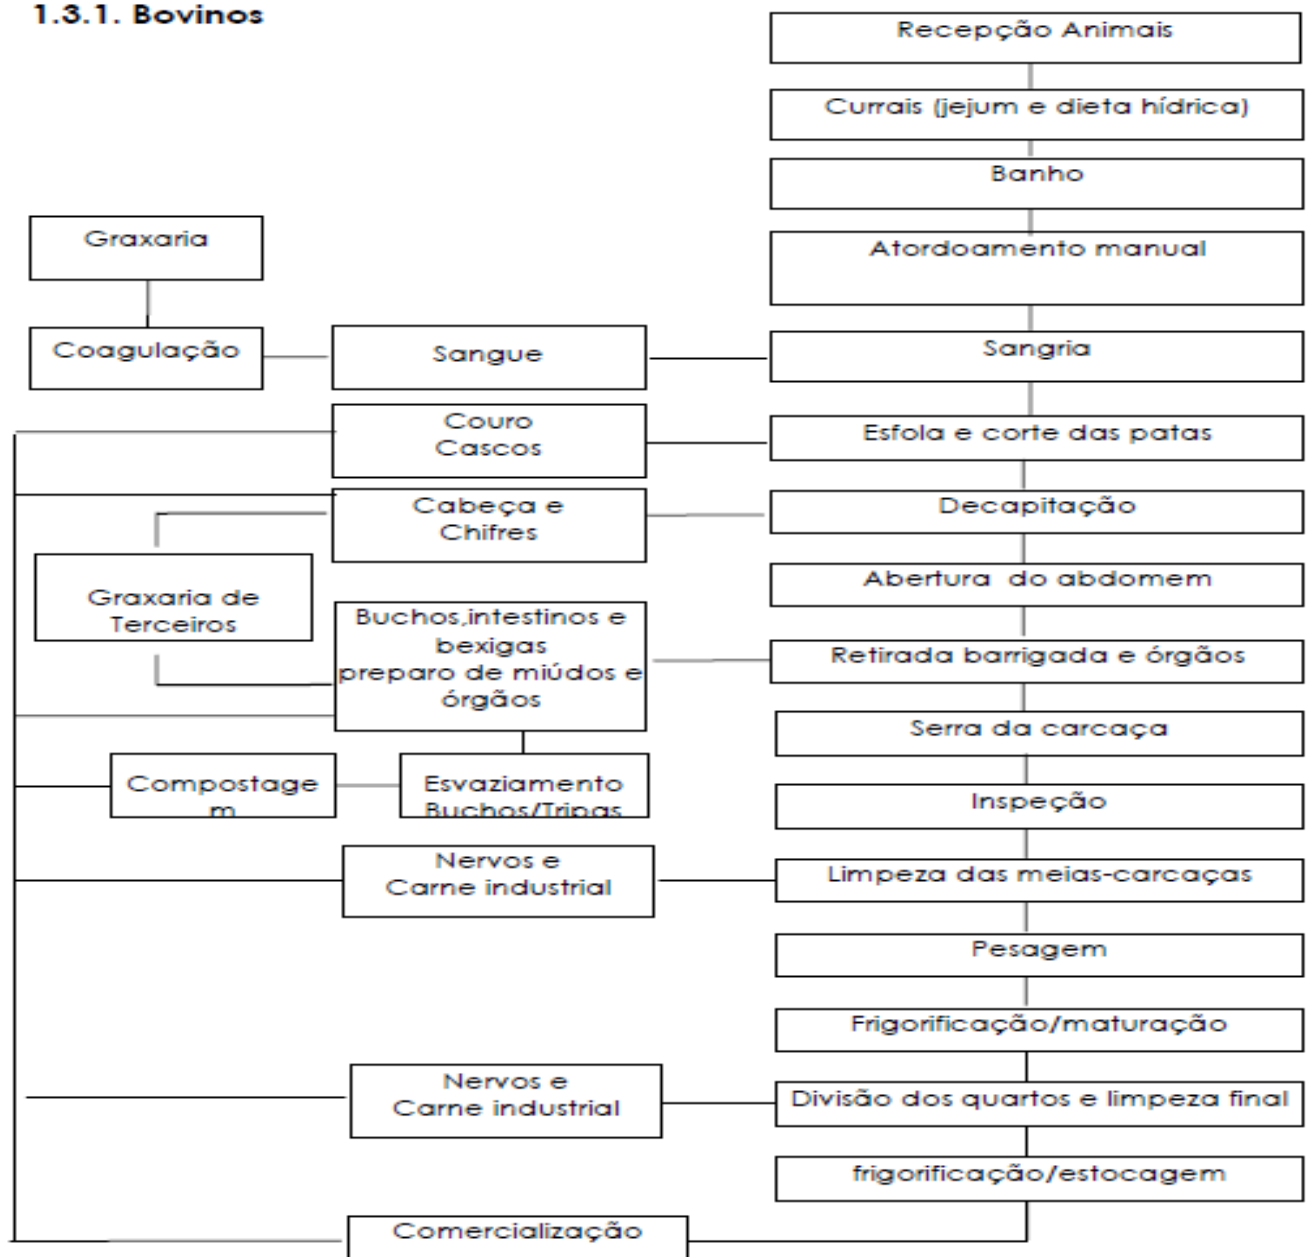 1.3.1. Bovinos
Recepção Animais
Currais (jejum e dieta hídrica)
Banho
Graxaria
Atordoamento manual
Coagulação
Sangue
Sangria
Couro
Cascos
Esfola e corte das patas
Cabeça e
Chifres
Decapitação
Abertura do abdomem
Graxaria de
Terceiros
Buchos,intestinos e
bexigas
preparo de miúdos e
órgãos
Retirada barrigada e órgãos
Serra da carcaça
Compostage
m
Esvaziamento
Buchos/Tripas
Inspeção
Nervos e
Carne industrial
Limpeza das meias-carcaças
Pesagem
Frigorificação/maturação
Nervos e
Carne industrial
Divisão dos quartos e limpeza final
frigorificação/estocagem
Comercialização